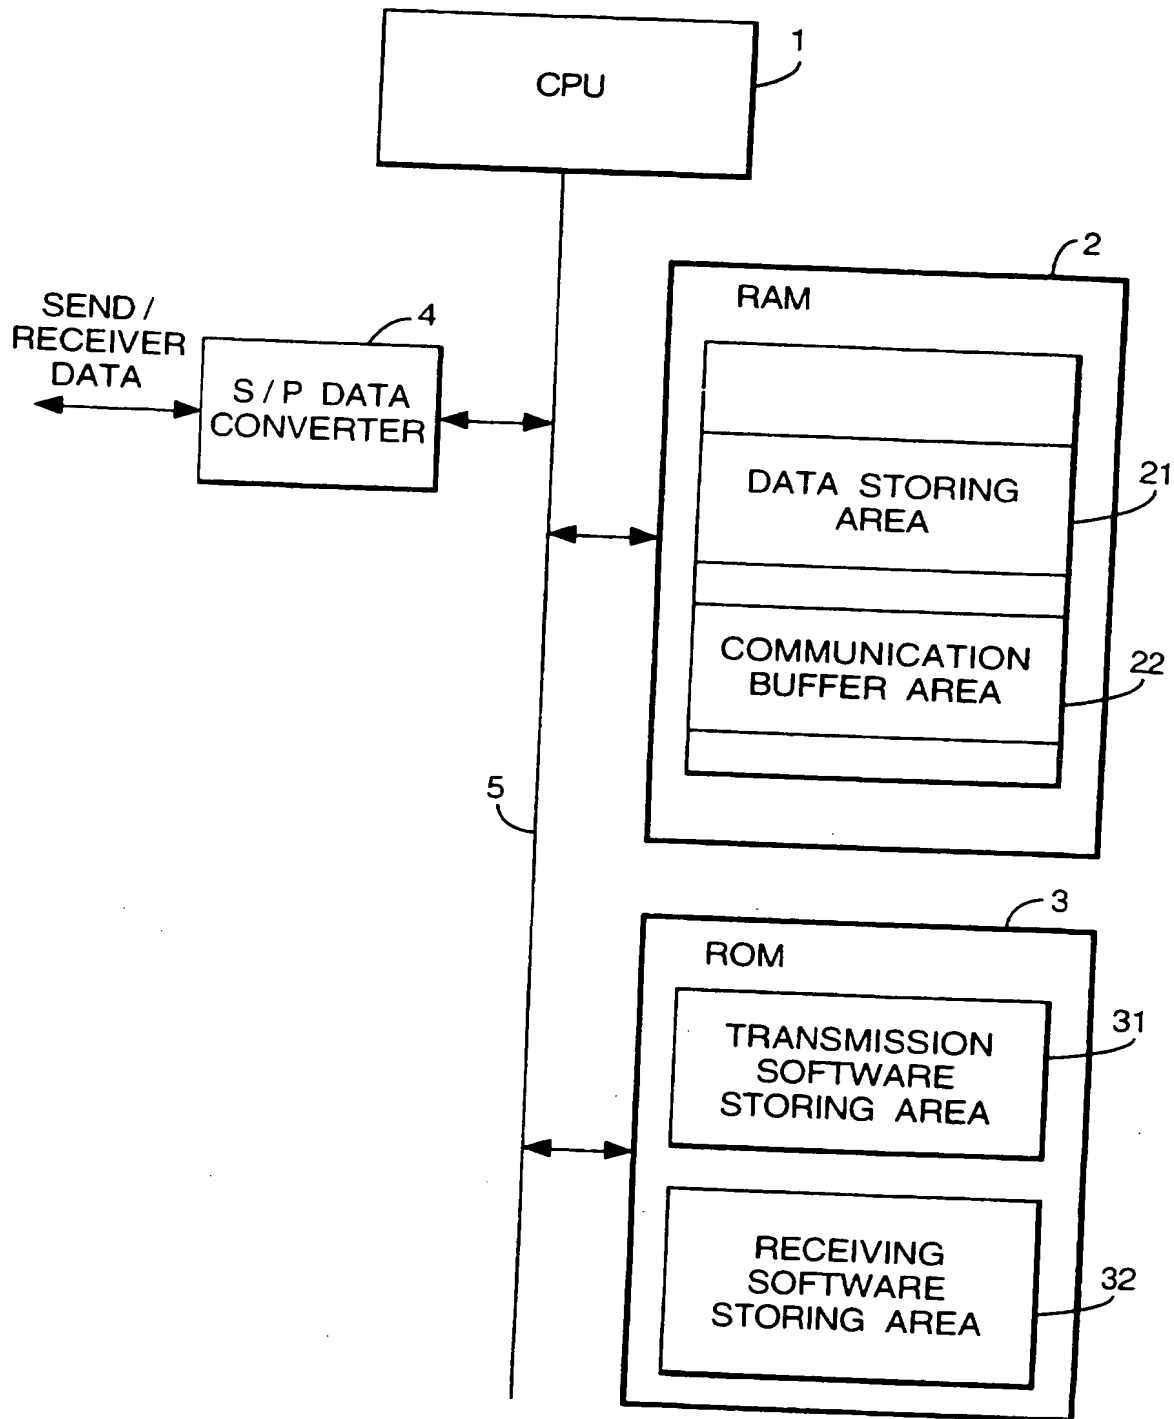 1
CPU
2
RAM
SEND /
RECEIVER
DATA
4
S / P DATA
CONVERTER
DATA STORING
AREA
21
COMMUNICATION
BUFFER AREA
22
5
3
ROM
TRANSMISSION
SOFTWARE
STORING AREA
31
RECEIVING
SOFTWARE
STORING AREA
32